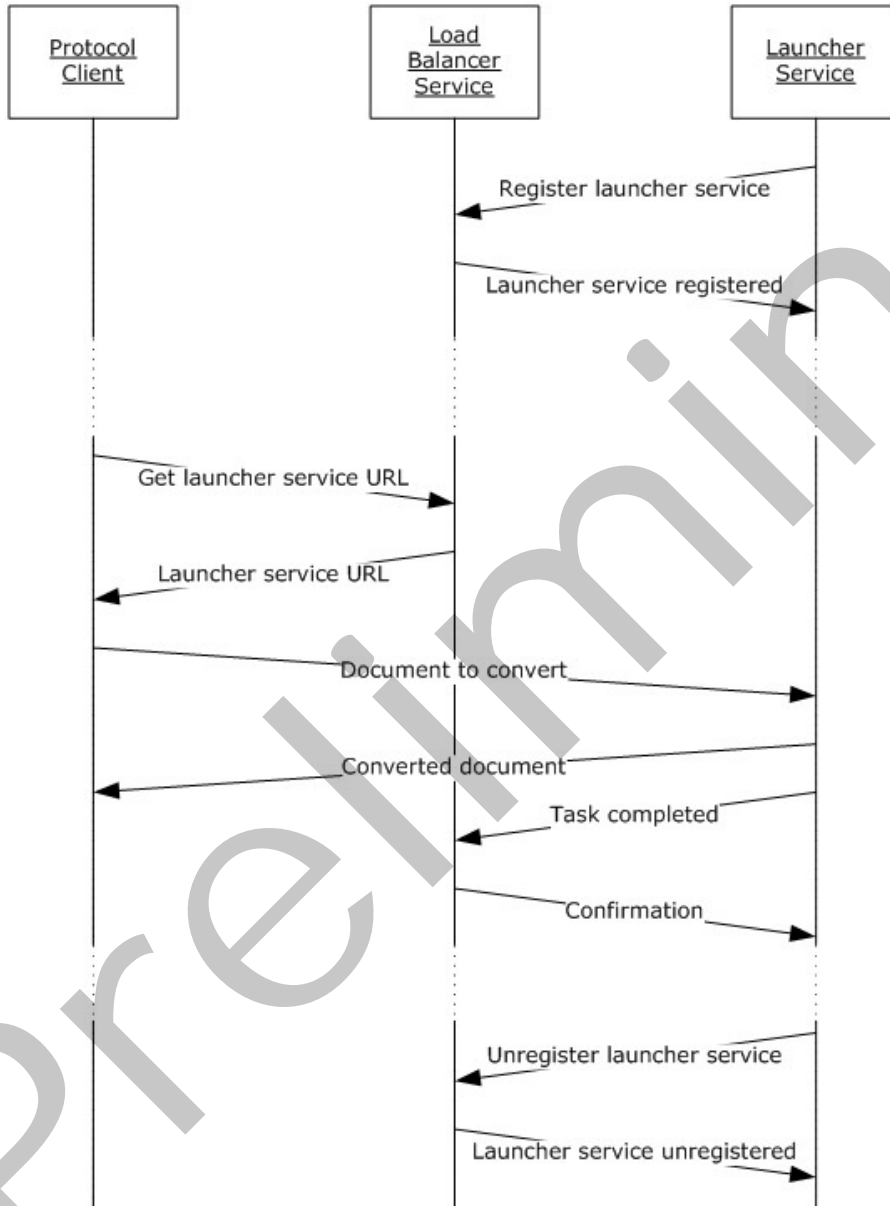 Protocol
Client
Load
Balancer
Service
Launcher
Service
Register launcher service
Launcher service registered
Get launcher service URL
Launcher service URL
Document to convert
Converted document
Task completed
Confirmation
Unregister launcher service
Launcher service unregistered
Prelimin